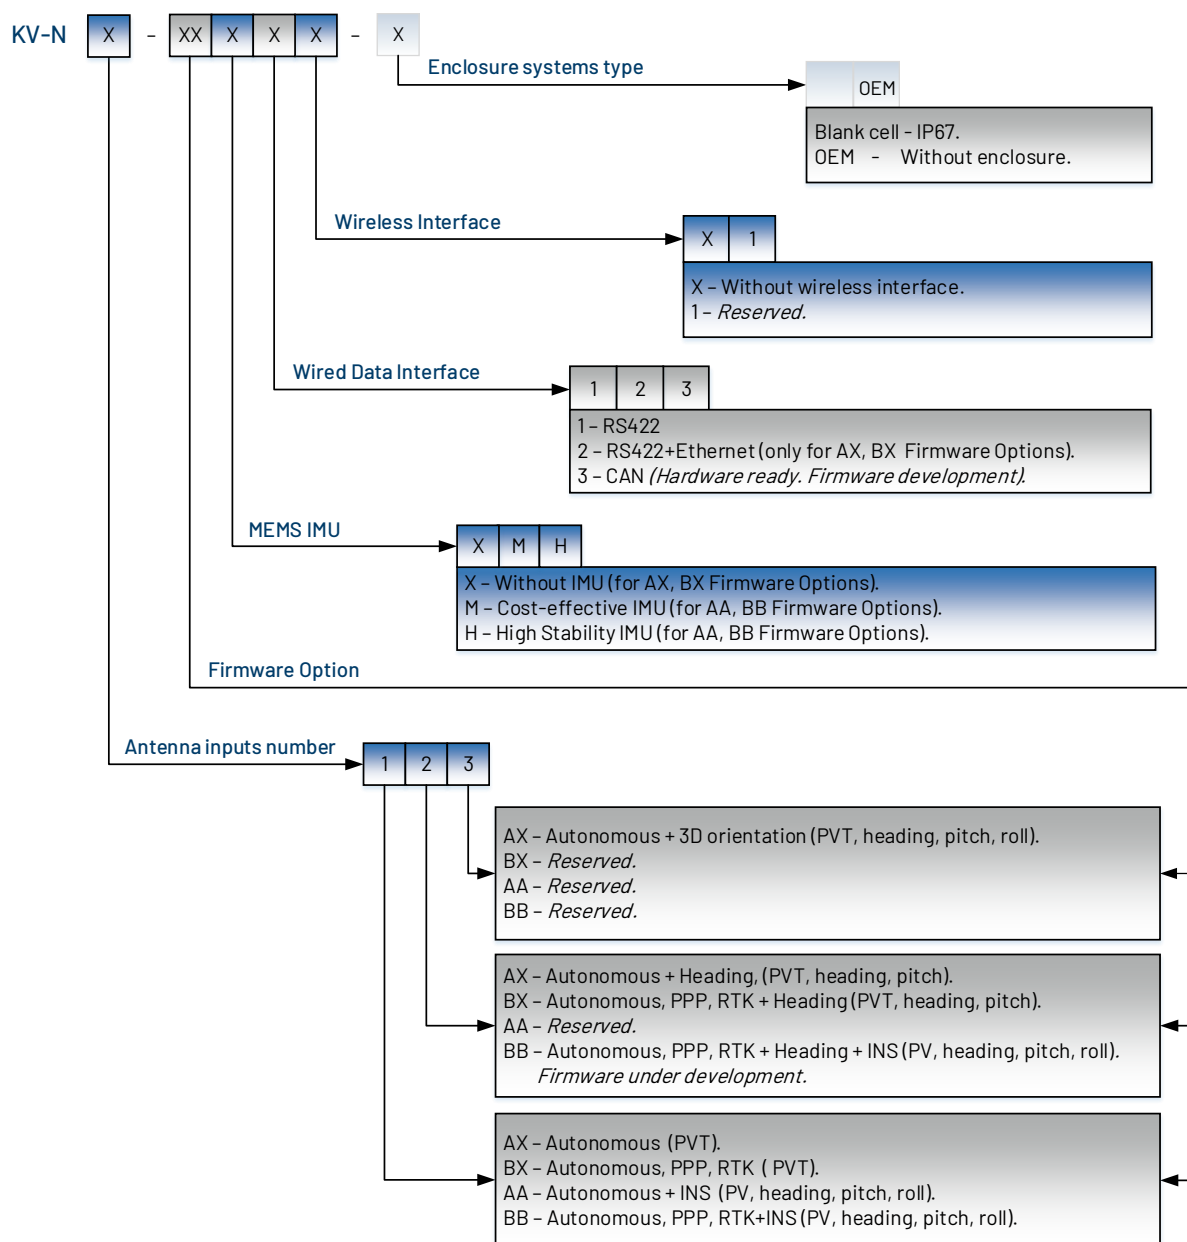 KV-N X - XX X X X - X
Enclosure systems type
OEM
Blank cell - IP67.
OEM - Without enclosure.
Wireless Interface
X 1
X – Without wireless interface.
1 – Reserved.
Wired Data Interface
1 2 3
1 – RS422
2 – RS422+Ethernet (only for AX, BX Firmware Options).
3 – CAN (Hardware ready. Firmware development).
MEMS IMU
X M H
X – Without IMU (for AX, BX Firmware Options).
M – Cost-effective IMU (for AA, BB Firmware Options).
H – High Stability IMU (for AA, BB Firmware Options).
Firmware Option
Antenna inputs number
1 2 3
AX – Autonomous + 3D orientation (PVT, heading, pitch, roll).
BX – Reserved.
AA – Reserved.
BB – Reserved.
AX – Autonomous + Heading, (PVT, heading, pitch).
BX – Autonomous, PPP, RTK + Heading (PVT, heading, pitch).
AA – Reserved.
BB – Autonomous, PPP, RTK + Heading + INS (PV, heading, pitch, roll).
Firmware under development.
AX – Autonomous (PVT).
BX – Autonomous, PPP, RTK ( PVT).
AA – Autonomous + INS (PV, heading, pitch, roll).
BB – Autonomous, PPP, RTK+INS (PV, heading, pitch, roll).